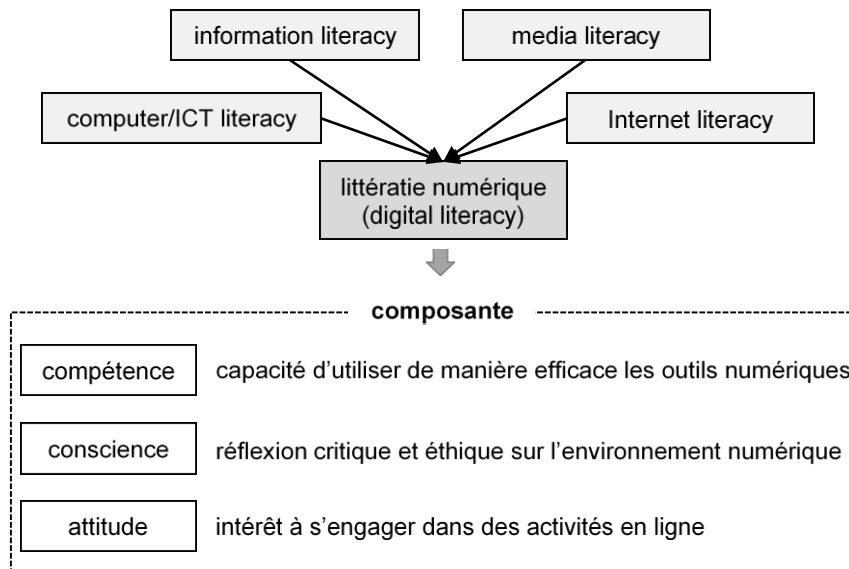 information literacy
media literacy
computer/ICT literacy
Internet literacy
littératie numérique
(digital literacy)
composante
compétence
capacité d’utiliser de manière efficace les outils numériques
conscience
réflexion critique et éthique sur l’environnement numérique
attitude
intérêt à s’engager dans des activités en ligne